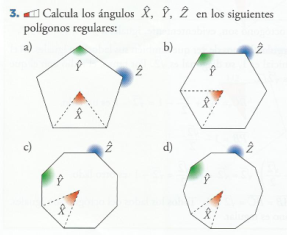 3. Calcula los ángulos X̂, Ŷ, Ẑ en los siguientes
polígonos regulares:
a)
Ŷ
Ẑ
X̂
b)
Ẑ
Ŷ
X̂
c)
Ẑ
Ŷ
X̂
d)
Ẑ
Ŷ
X̂